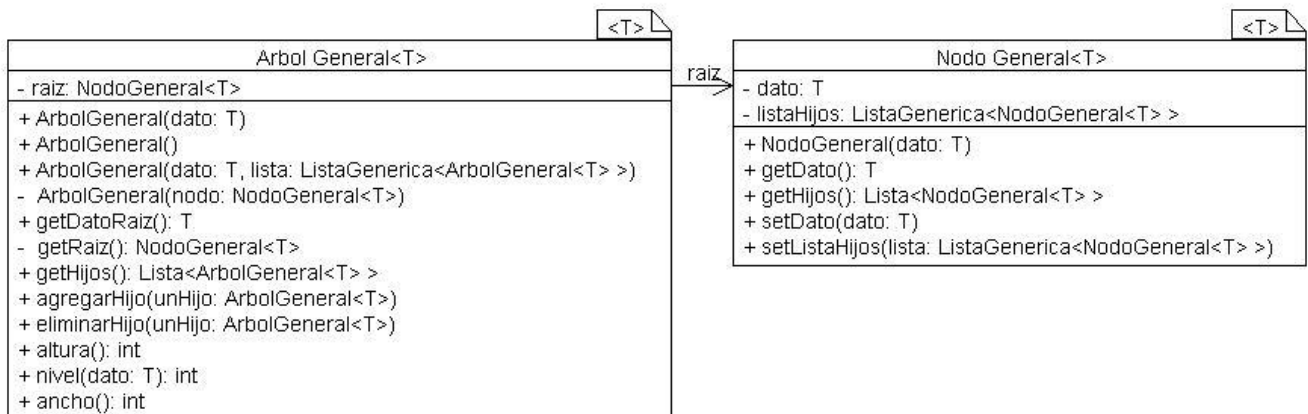 <T>
Arbol General<T>
- raiz: NodoGeneral<T>
+ ArbolGeneral(dato: T)
+ ArbolGeneral()
+ ArbolGeneral(dato: T, lista: ListaGenerica<ArbolGeneral<T> >)
- ArbolGeneral(nodo: NodoGeneral<T>)
+ getDatoRaiz(): T
- getRaiz(): NodoGeneral<T>
+ getHijos(): Lista<ArbolGeneral<T> >
+ agregarHijo(unHijo: ArbolGeneral<T>)
+ eliminarHijo(unHijo: ArbolGeneral<T>)
+ altura(): int
+ nivel(dato: T): int
+ ancho(): int
raiz
<T>
Nodo General<T>
- dato: T
- listaHijos: ListaGenerica<NodoGeneral<T> >
+ NodoGeneral(dato: T)
+ getDato(): T
+ getHijos(): Lista<NodoGeneral<T> >
+ setDato(dato: T)
+ setListaHijos(lista: ListaGenerica<NodoGeneral<T> >)